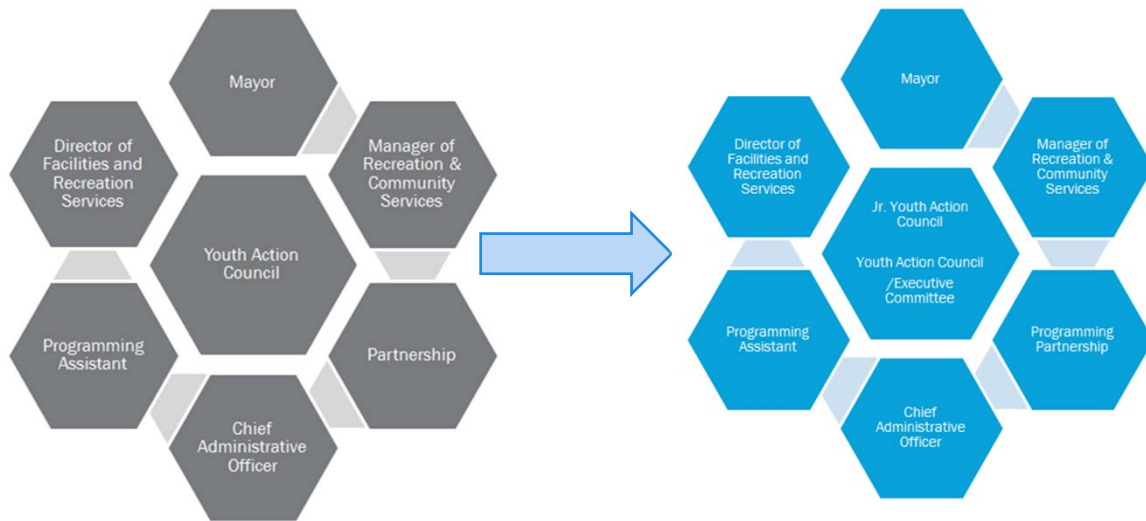 Mayor
Director of
Facilities and
Recreation
Services
Manager of
Recreation &
Community
Services
Youth Action
Council
Programming
Assistant
Partnership
Chief
Administrative
Officer
Mayor
Director of
Facilities and
Recreation
Services
Manager of
Recreation &
Community
Services
Jr. Youth Action
Council
Youth Action Council
/Executive
Committee
Programming
Assistant
Programming
Partnership
Chief
Administrative
Officer